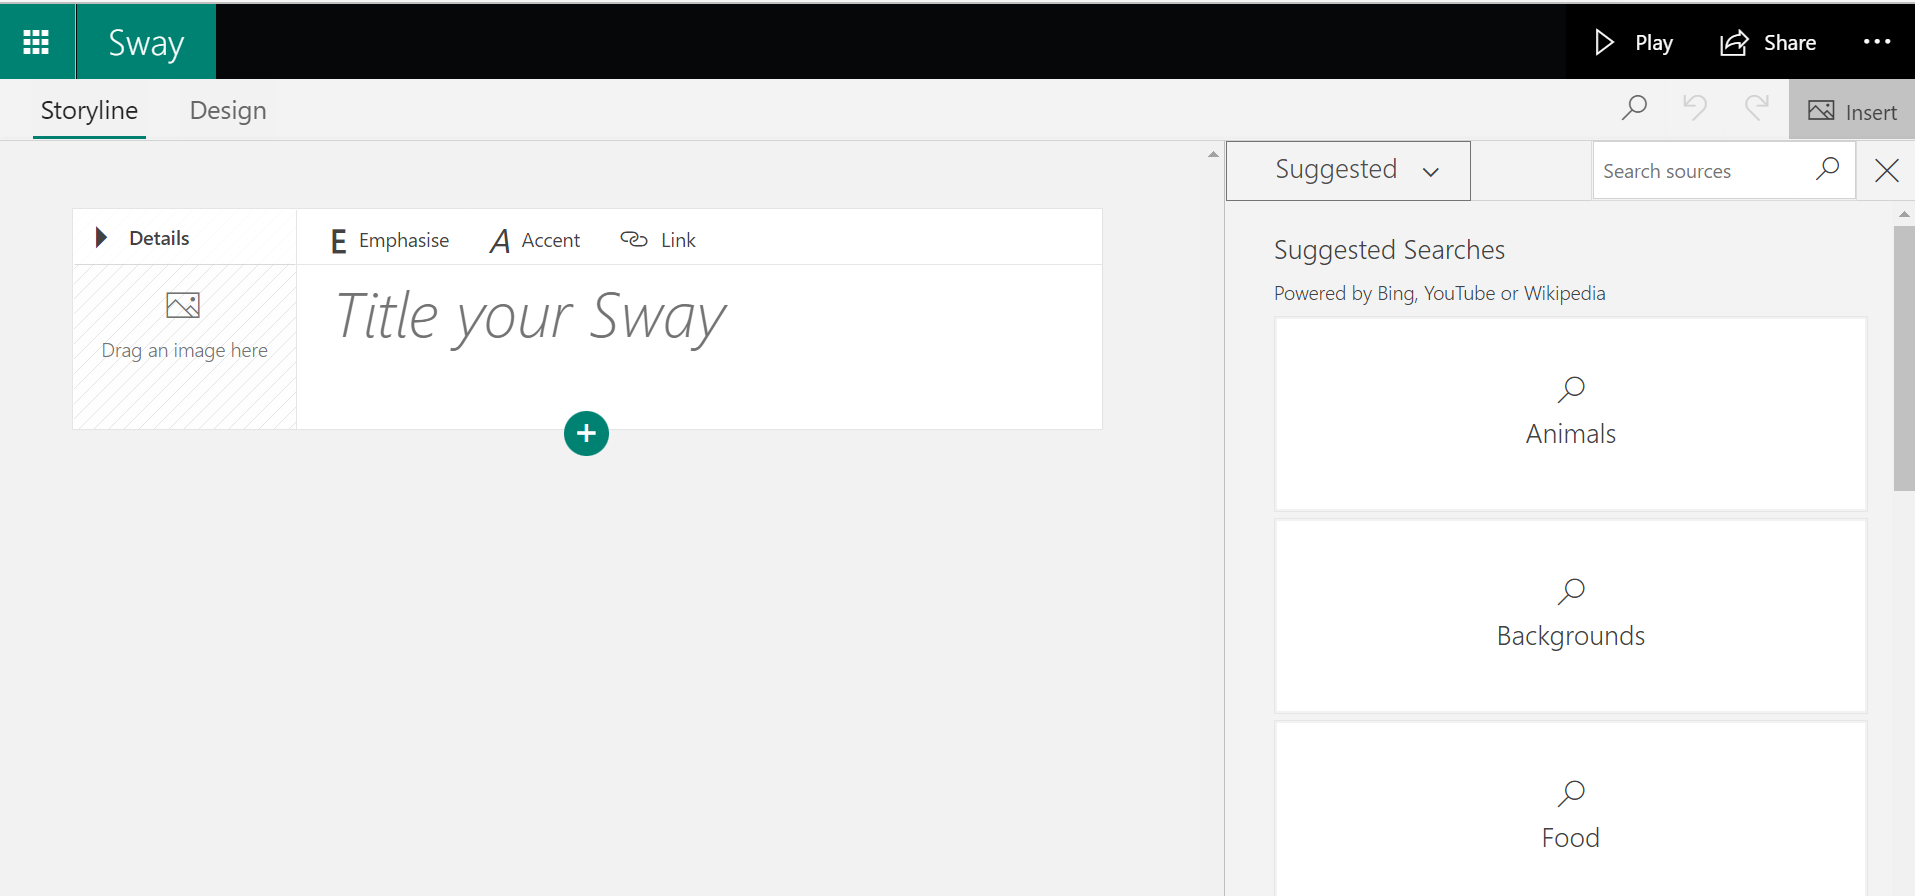 Sway
Play
Share
Storyline
Design
Insert
Suggested
Search sources
Details
E Emphasise
A Accent
Link
Drag an image here
Title your Sway
Suggested Searches
Powered by Bing, YouTube or Wikipedia
Animals
Backgrounds
Food